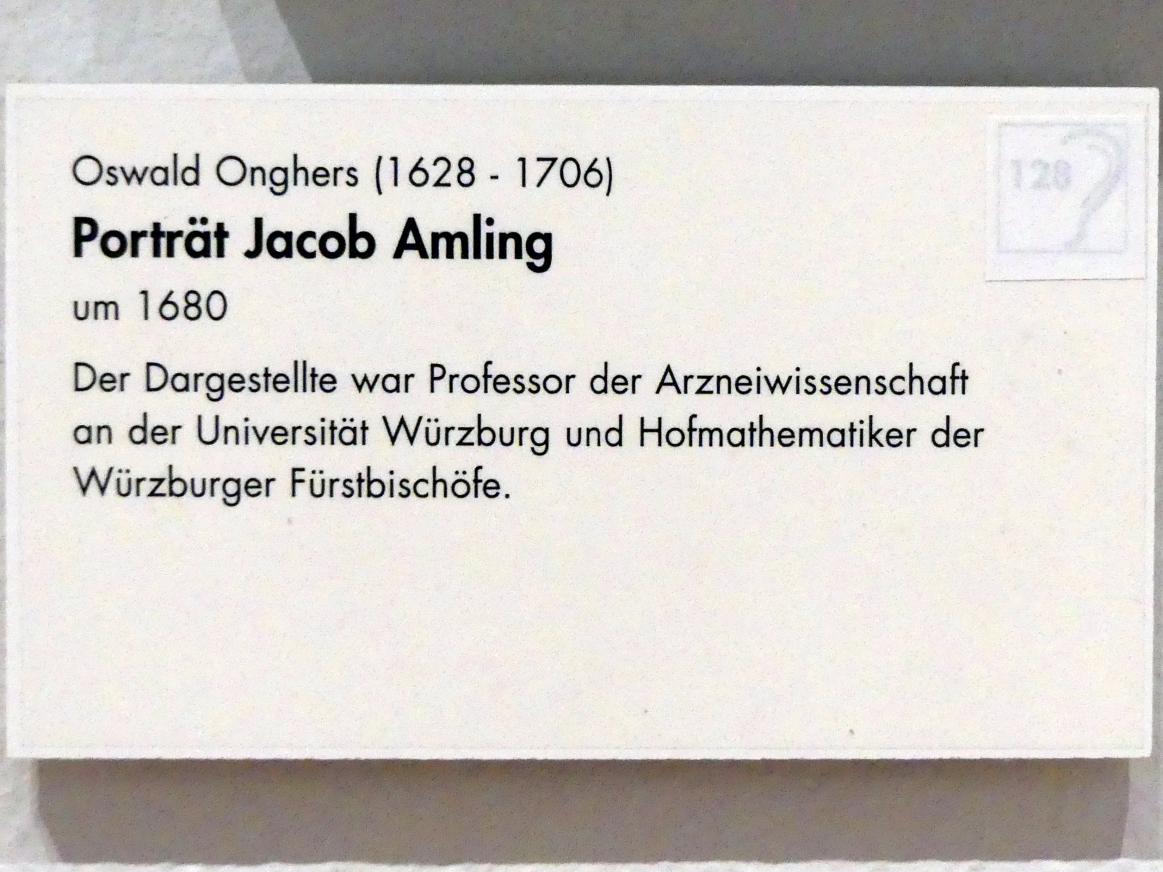 Oswald Onghers (1628 - 1706)
Porträt Jacob Amling
um 1680
Der Dargestellte war Professor der Arzneiwissenschaft
an der Universität Würzburg und Hofmathematiker der
Würzburger Fürstbischöfe.
128